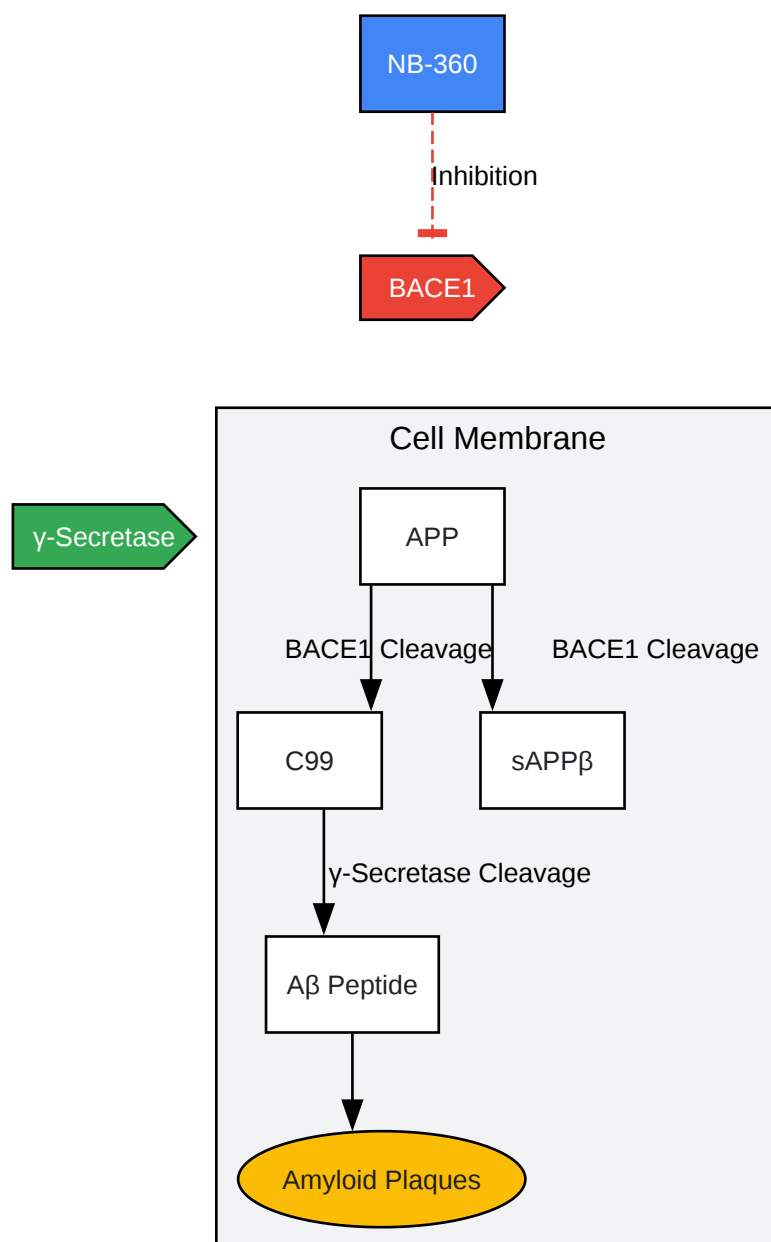 NB-360
Inhibition
BACE1
Cell Membrane
γ-Secretase
APP
BACE1 Cleavage
BACE1 Cleavage
C99
sAPPβ
γ-Secretase Cleavage
Aβ Peptide
Amyloid Plaques